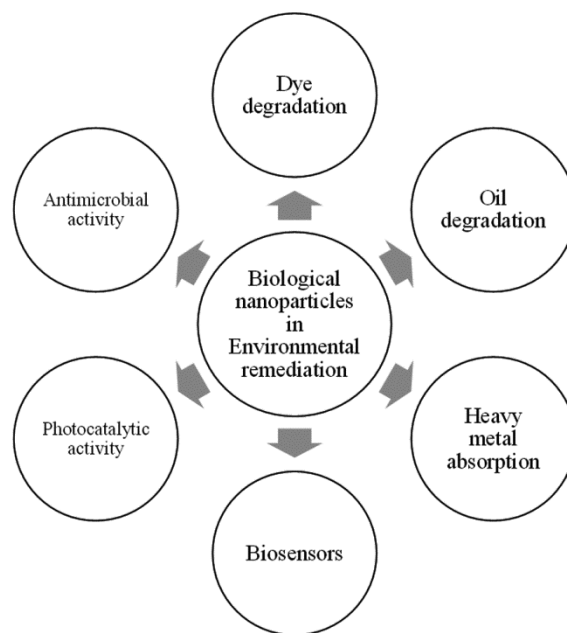 Dye
degradation
Antimicrobial
activity
Oil
degradation
Biological
nanoparticles
in
Environmental
remediation
Photocatalytic
activity
Heavy
metal
absorption
Biosensors